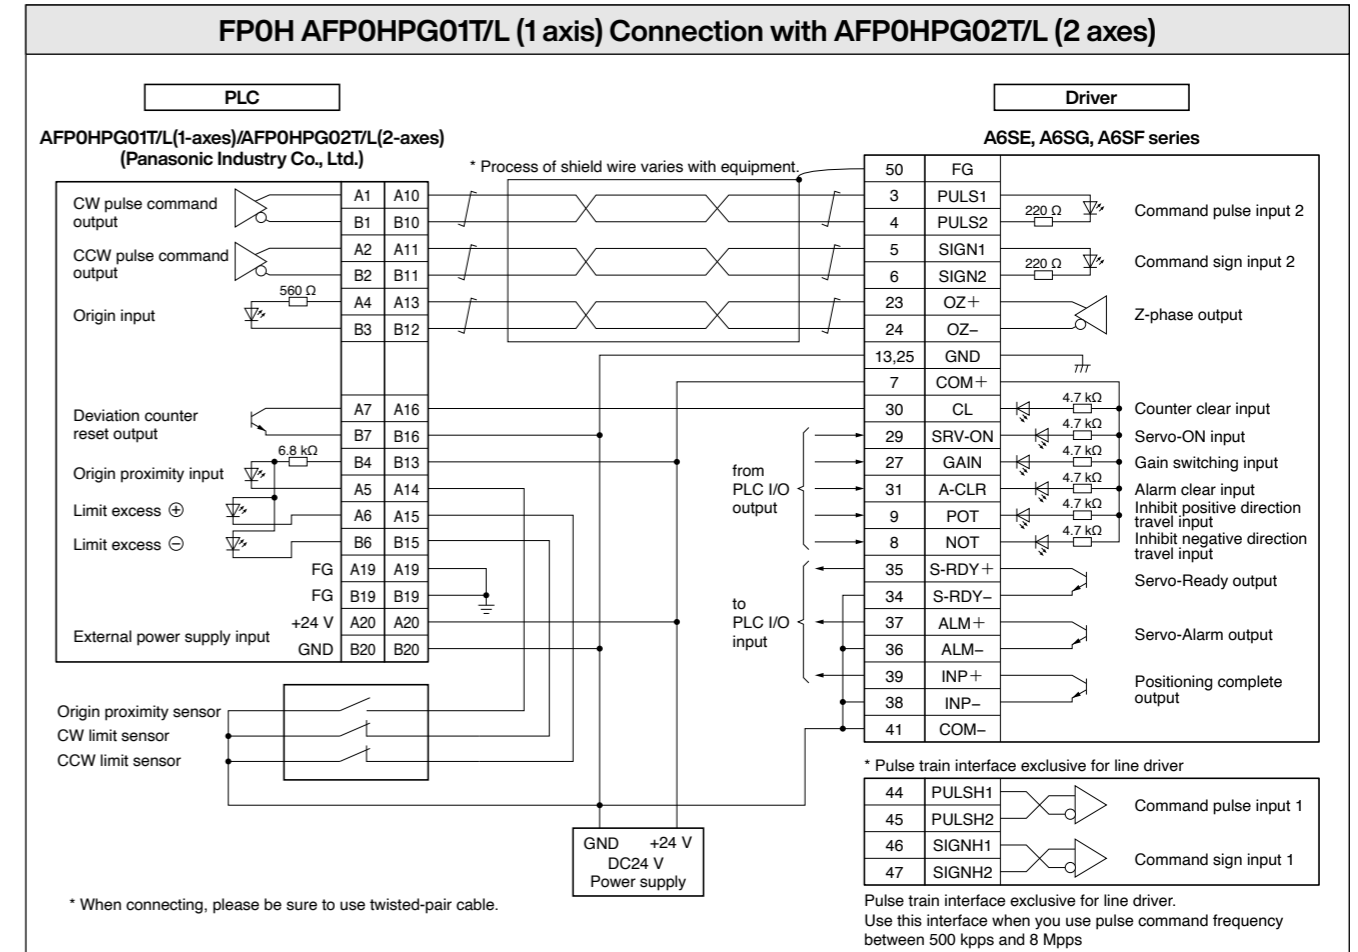 FP0H AFP0HPG01T/L (1 axis) Connection with AFP0HPG02T/L (2 axes)
PLC
AFP0HPG01T/L(1-axes)/AFP0HPG02T/L(2-axes)
(Panasonic Industry Co., Ltd.)
Driver
A6SE, A6SG, A6SF series
* Process of shield wire varies with equipment.
CW pulse command
output
A1 A10
B1 B10
CCW pulse command
output
A2 A11
B2 B11
Origin input
560 Ω
A4 A13
B3 B12
Deviation counter
reset output
A7 A16
B7 B16
6.8 kΩ
Origin proximity input
B4 B13
A5 A14
Limit excess ⊕
A6 A15
Limit excess ⊖
B6 B15
FG A19 A19
FG B19 B19
External power supply input
+24 V A20 A20
GND B20 B20
Origin proximity sensor
CW limit sensor
CCW limit sensor
from
PLC I/O
output
to
PLC I/O
input
GND +24 V
DC24 V
Power supply
50 FG
3 PULS1
4 PULS2
220 Ω
Command pulse input 2
5 SIGN1
6 SIGN2
220 Ω
Command sign input 2
23 OZ+
24 OZ−
Z-phase output
13,25 GND
7 COM+
30 CL 4.7 kΩ Counter clear input
29 SRV-ON 4.7 kΩ Servo-ON input
27 GAIN 4.7 kΩ Gain switching input
31 A-CLR 4.7 kΩ Alarm clear input
9 POT 4.7 kΩ Inhibit positive direction
travel input
8 NOT 4.7 kΩ Inhibit negative direction
travel input
35 S-RDY+
34 S-RDY−
Servo-Ready output
37 ALM+
36 ALM−
Servo-Alarm output
39 INP+
38 INP−
Positioning complete
output
41 COM−
* Pulse train interface exclusive for line driver
44 PULSH1
45 PULSH2
Command pulse input 1
46 SIGNH1
47 SIGNH2
Command sign input 1
Pulse train interface exclusive for line driver.
Use this interface when you use pulse command frequency
between 500 kpps and 8 Mpps
* When connecting, please be sure to use twisted-pair cable.